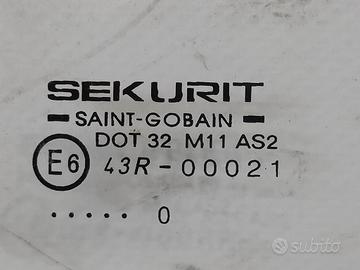 SEKURIT
SAINT-GOBAIN
DOT 32 M11 AS2
E6 43R-00021
..... 0
subito